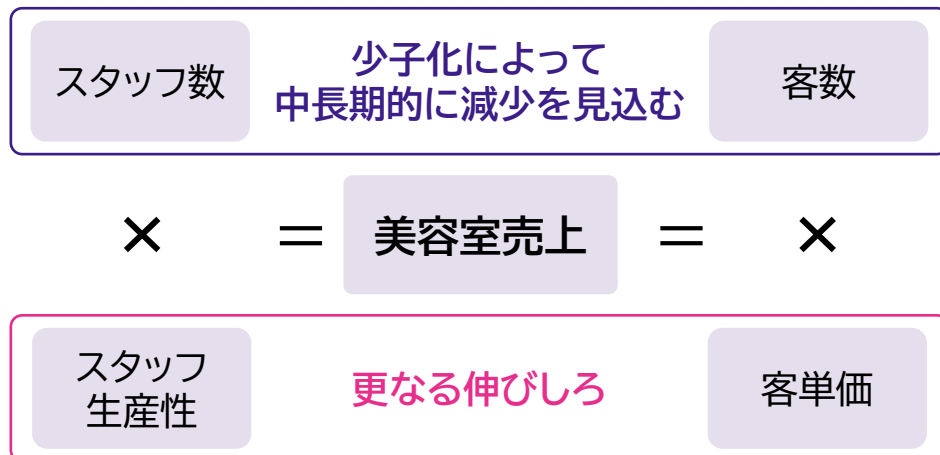 スタッフ数
少子化によって
中長期的に減少を見込む
客数
× = 美容室売上 = ×
スタッフ
生産性
更なる伸びしろ
客単価